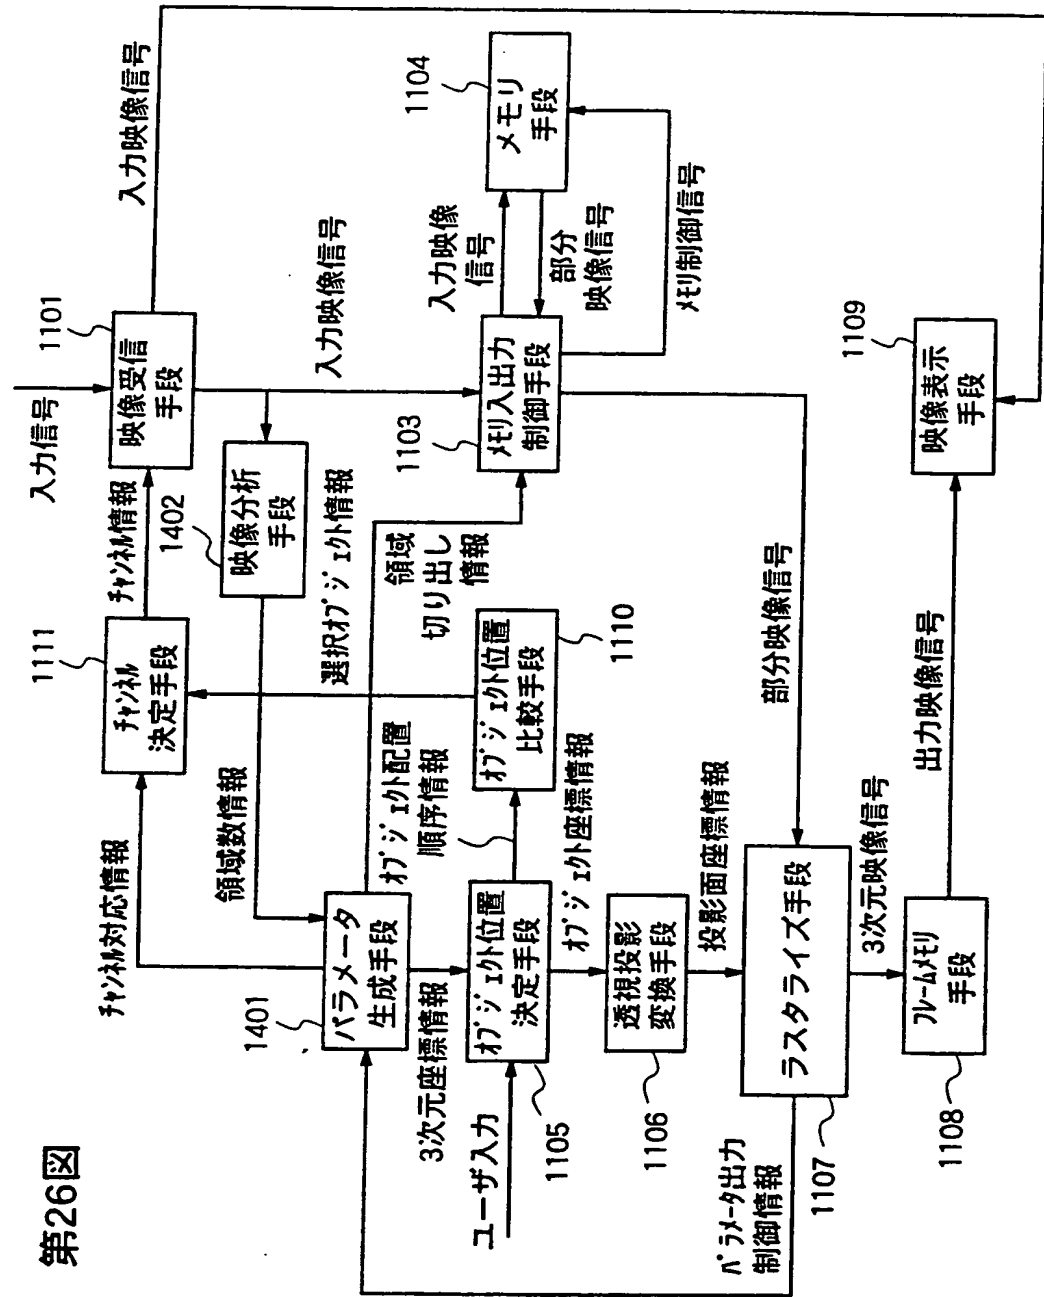 第26図
入力信号
1101
映像受信
手段
入力映像信号
チャンネル情報
1111
チャンネル
決定手段
チャンネル対応情報
1402
映像分析
手段
入力映像信号
1104
メモリ
手段
入力映像
信号
部分
映像信号
メモリ制御信号
1103
メモリ入出力
制御手段
領域
切り出し
情報
選択オブジェクト情報
領域数情報
1401
パラメータ
生成手段
オブジェクト配置
順序情報
3次元座標情報
ユーザ入力
1105
オブジェクト位置
決定手段
1110
オブジェクト位置
比較手段
オブジェクト座標情報
1106
透視投影
変換手段
投影面座標情報
部分映像信号
1107
ラスタライズ手段
パラメータ出力
制御情報
3次元映像信号
1108
フレームメモリ
手段
出力映像信号
1109
映像表示
手段